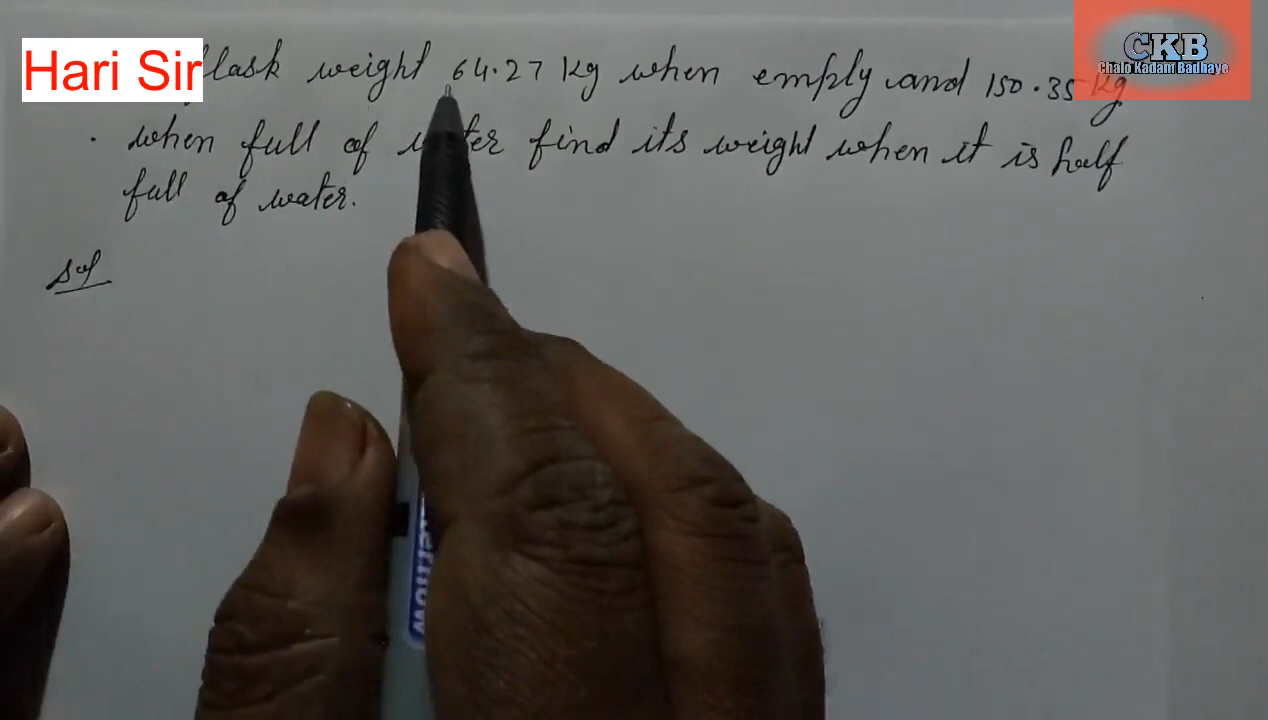 Hari Sir
CKB
Chalo Kadam Badhaye
flask weight 64.27 kg when emply and 150.35 kg
when full of water find its weight when it is half
full of water.
Sol